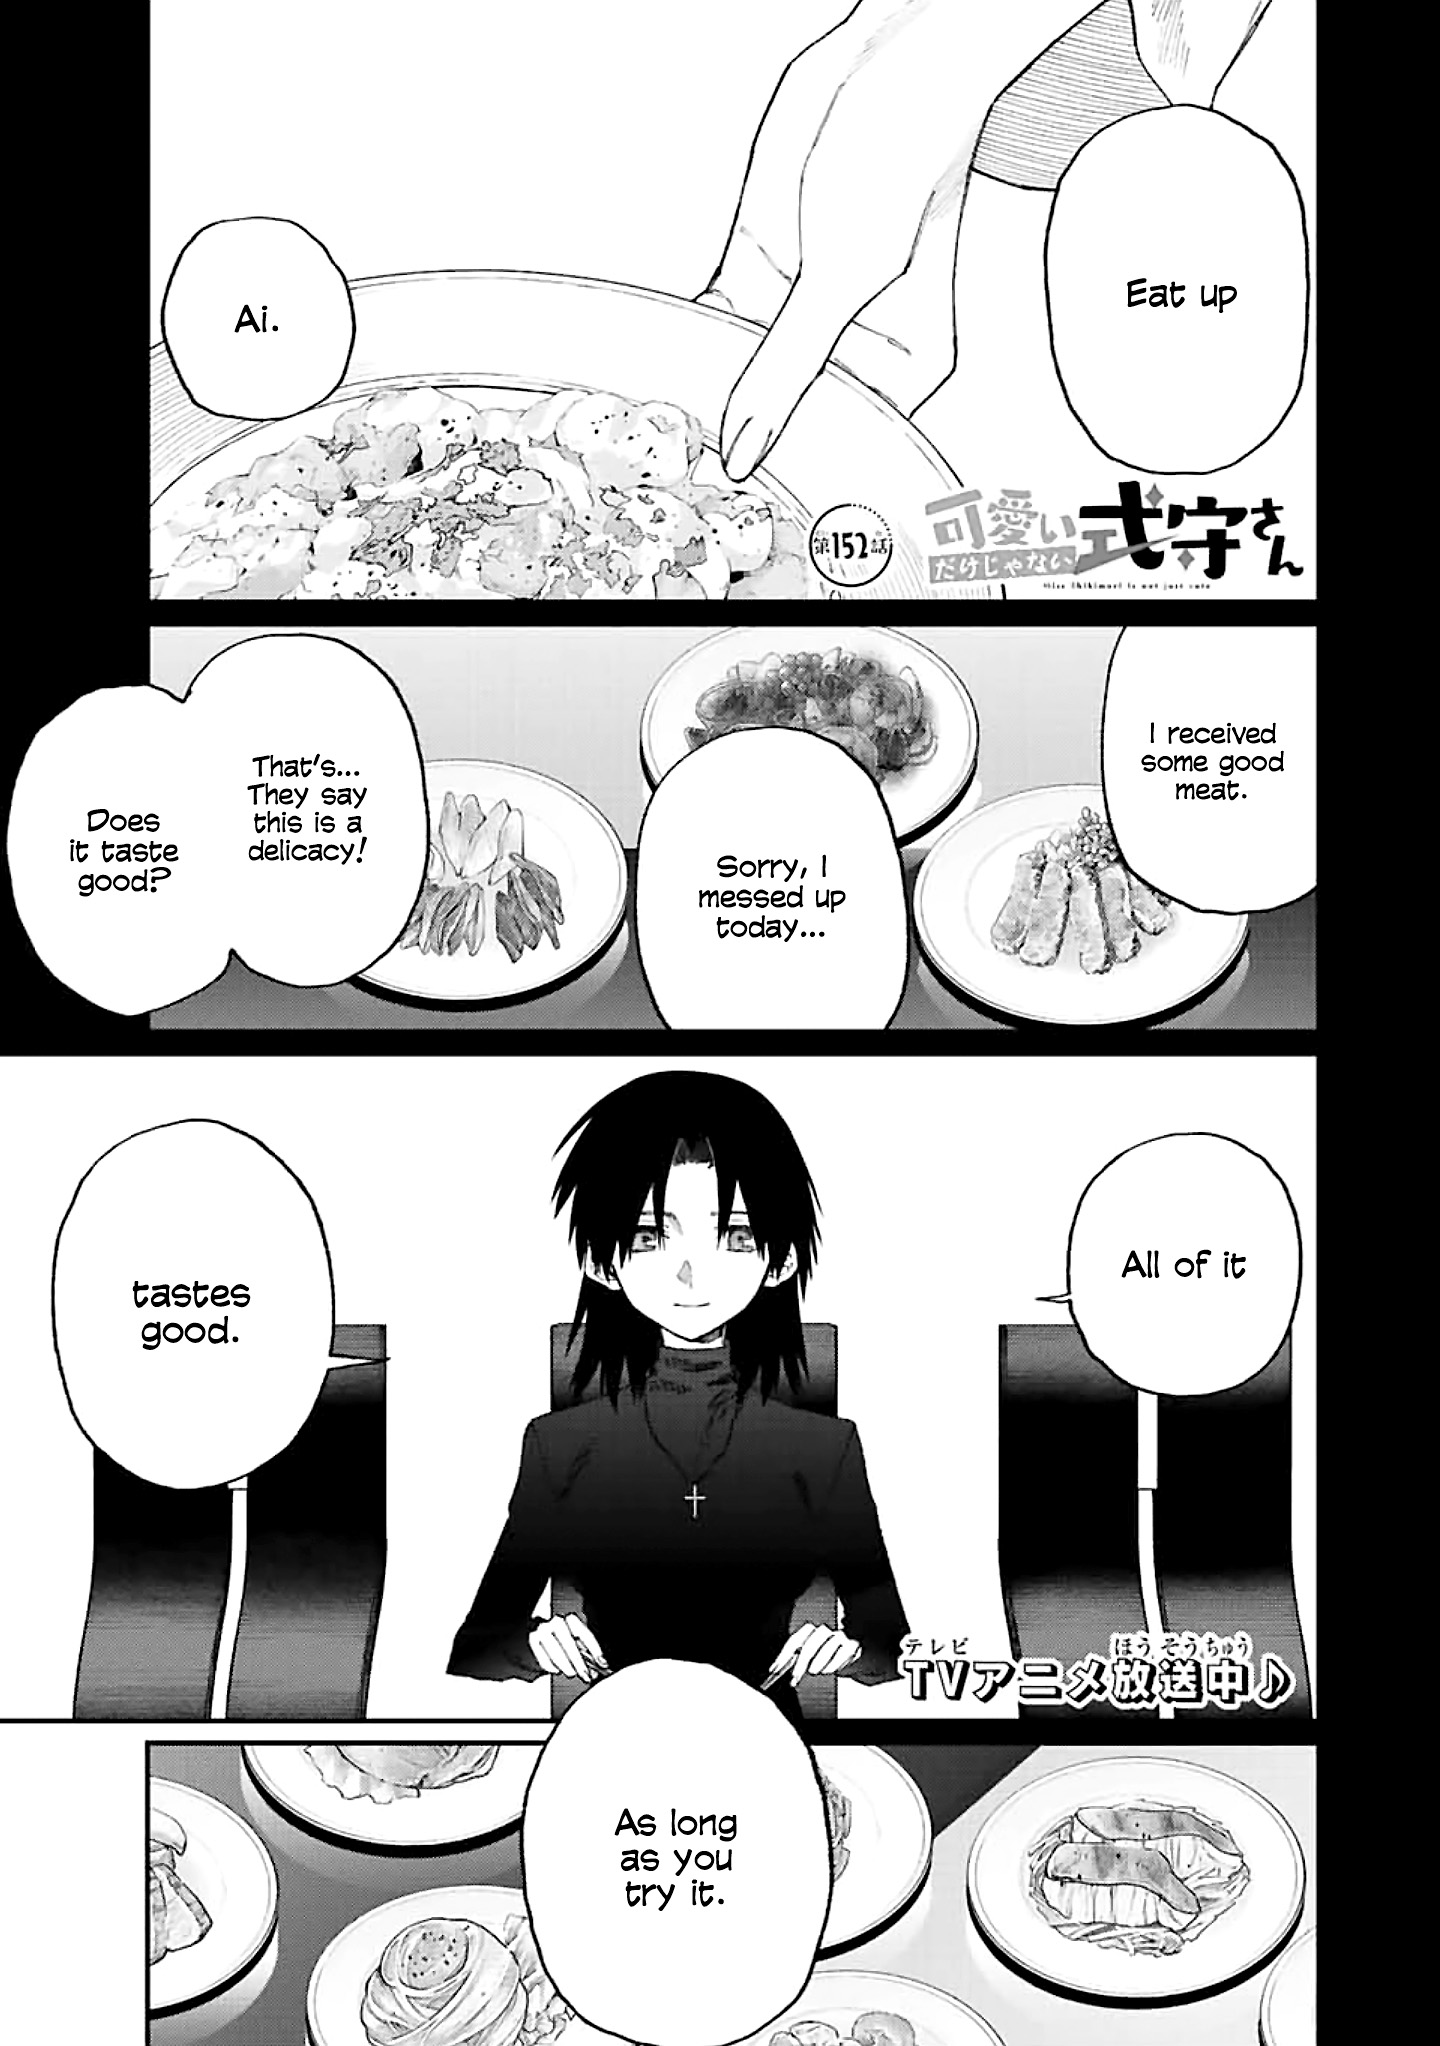 Eat up
Ai.
第152話
可愛い
だけじゃない
式守さん
Miss Shikimori is not just cute
I received
some good
meat.
Sorry, I
messed up
today...
That's...
They say
this is a
delicacy!
Does
it taste
good?
All of it
tastes
good.
テレビ ほうそうちゅう
TVアニメ放送中♪
As long
as you
try it.